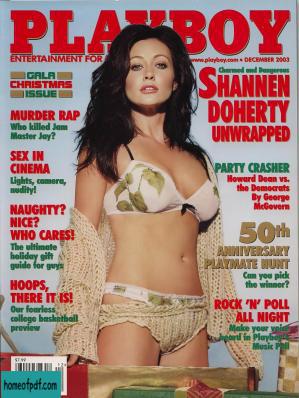 PLAYBOY
ENTERTAINMENT FOR
www.playboy.com • DECEMBER 2003
GALA
CHRISTMAS
ISSUE
MURDER RAP
Who killed Jam
Master Jay?
SEX IN
CINEMA
Lights, camera,
nudity!
NAUGHTY?
NICE?
WHO CARES!
The ultimate
holiday gift
guide for guys
HOOPS,
THERE IT IS!
Our fearless
college basketball
preview
Charmed and Dangerous
SHANNEN
DOHERTY
UNWRAPPED
PARTY CRASHER
Howard Dean vs.
the Democrats
By George
McGovern
50th
ANNIVERSARY
PLAYMATE HUNT
Can you pick
the winner?
ROCK 'N' POLL
ALL NIGHT
Make your voice
heard in Playboy's
Music Poll
$7.99
homeofpdf.com